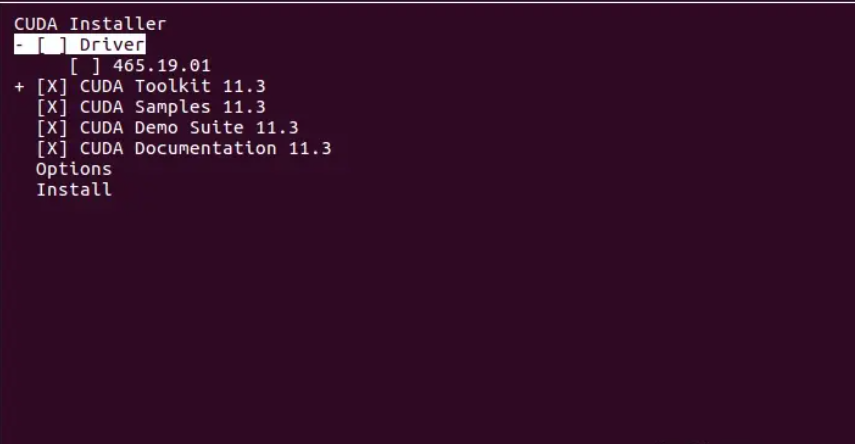 CUDA Installer
- [ ] Driver
[ ] 465.19.01
+ [X] CUDA Toolkit 11.3
[X] CUDA Samples 11.3
[X] CUDA Demo Suite 11.3
[X] CUDA Documentation 11.3
Options
Install